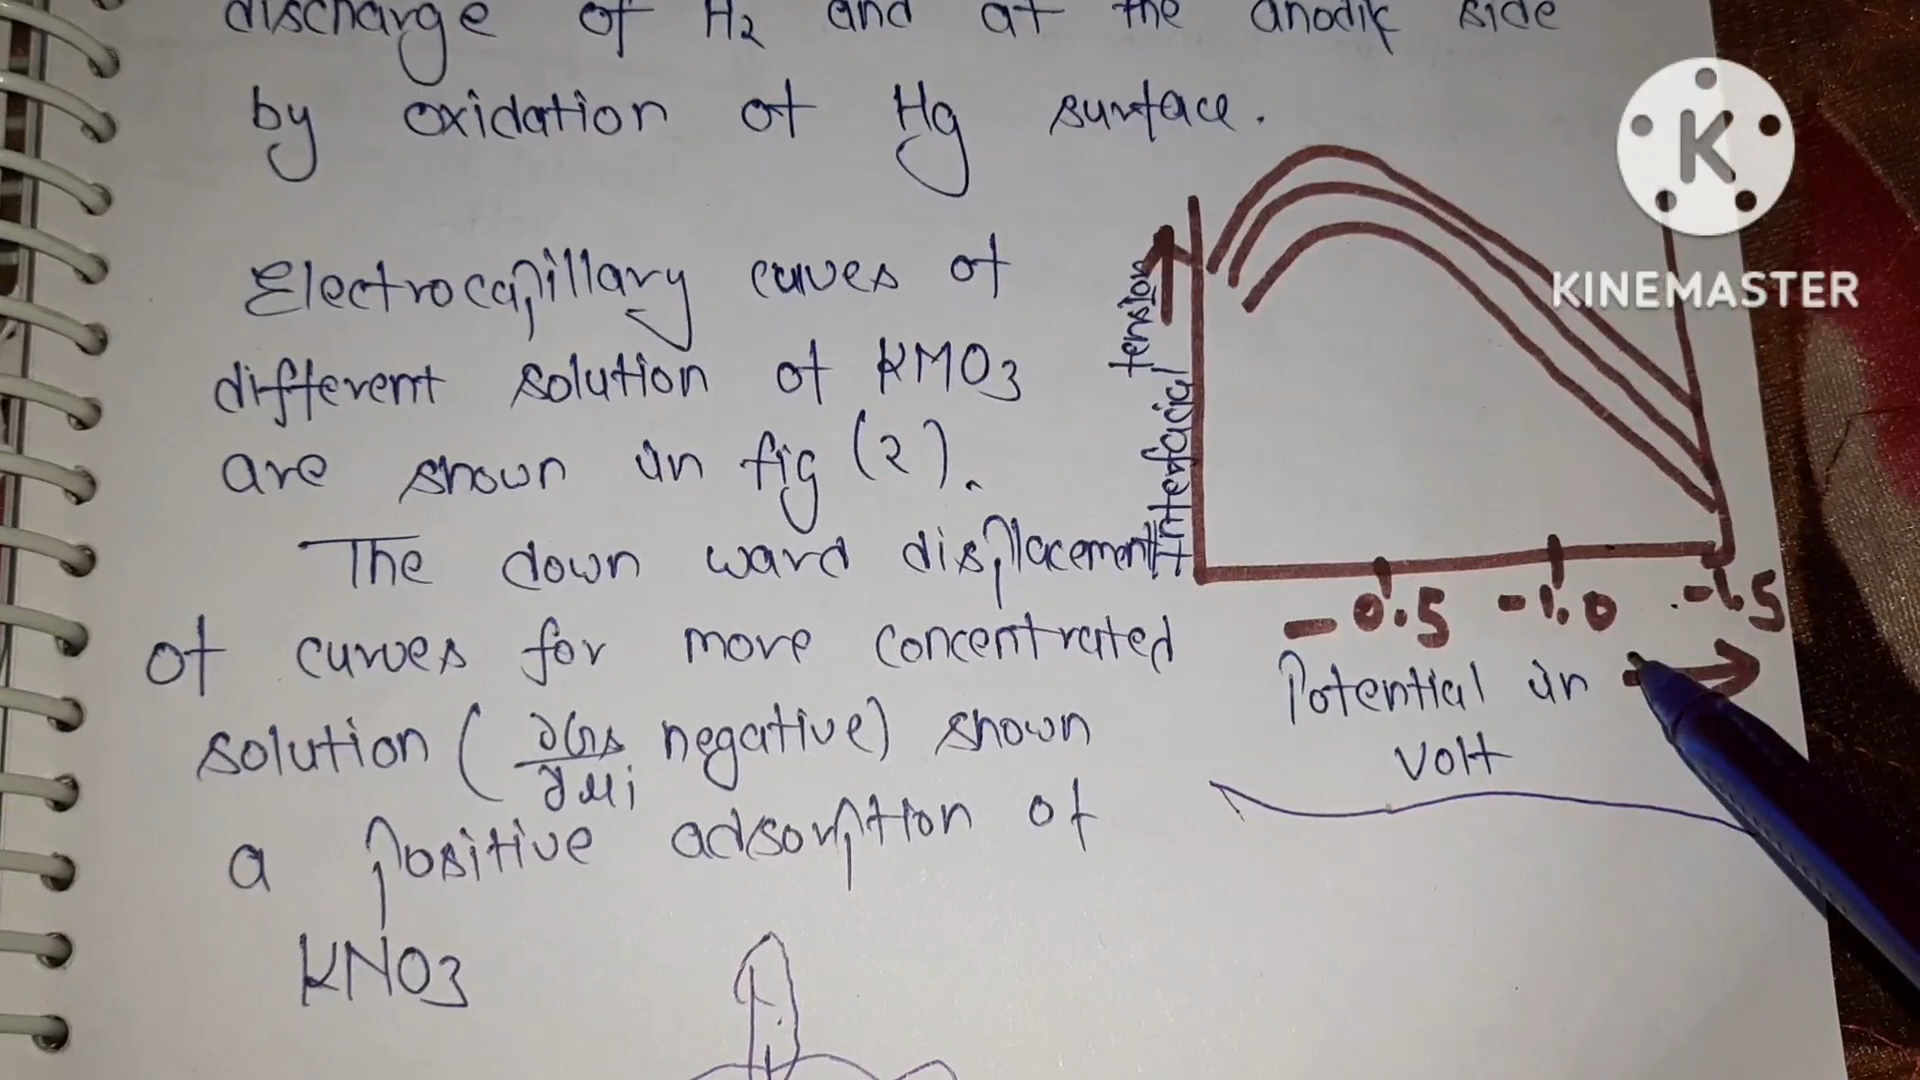 discharge of H2 and at the anodic side
by oxidation of Hg surface.
Electrocapillary cuves of
different solution of KMO3
are shown in fig (2).
The down ward displacement
of curves for more concentrated
solution ( ∂Gs/∂μi negative) shown
a positive adsorption of
KNO3
Interfacial tension
-0.5 -1.0 -1.5
Potential in
volt
K
KINEMASTER